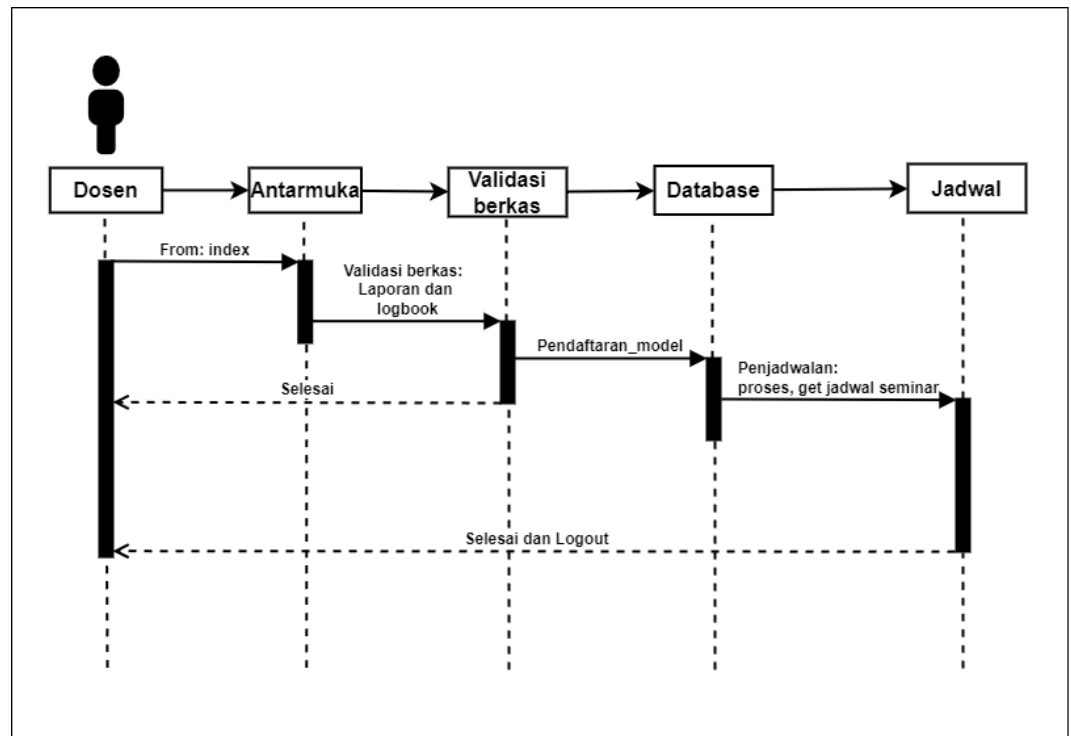 Dosen
Antarmuka
Validasi
berkas
Database
Jadwal
From: index
Validasi berkas:
Laporan dan
logbook
Pendaftaran_model
Penjadwalan:
proses, get jadwal seminar
Selesai
Selesai dan Logout